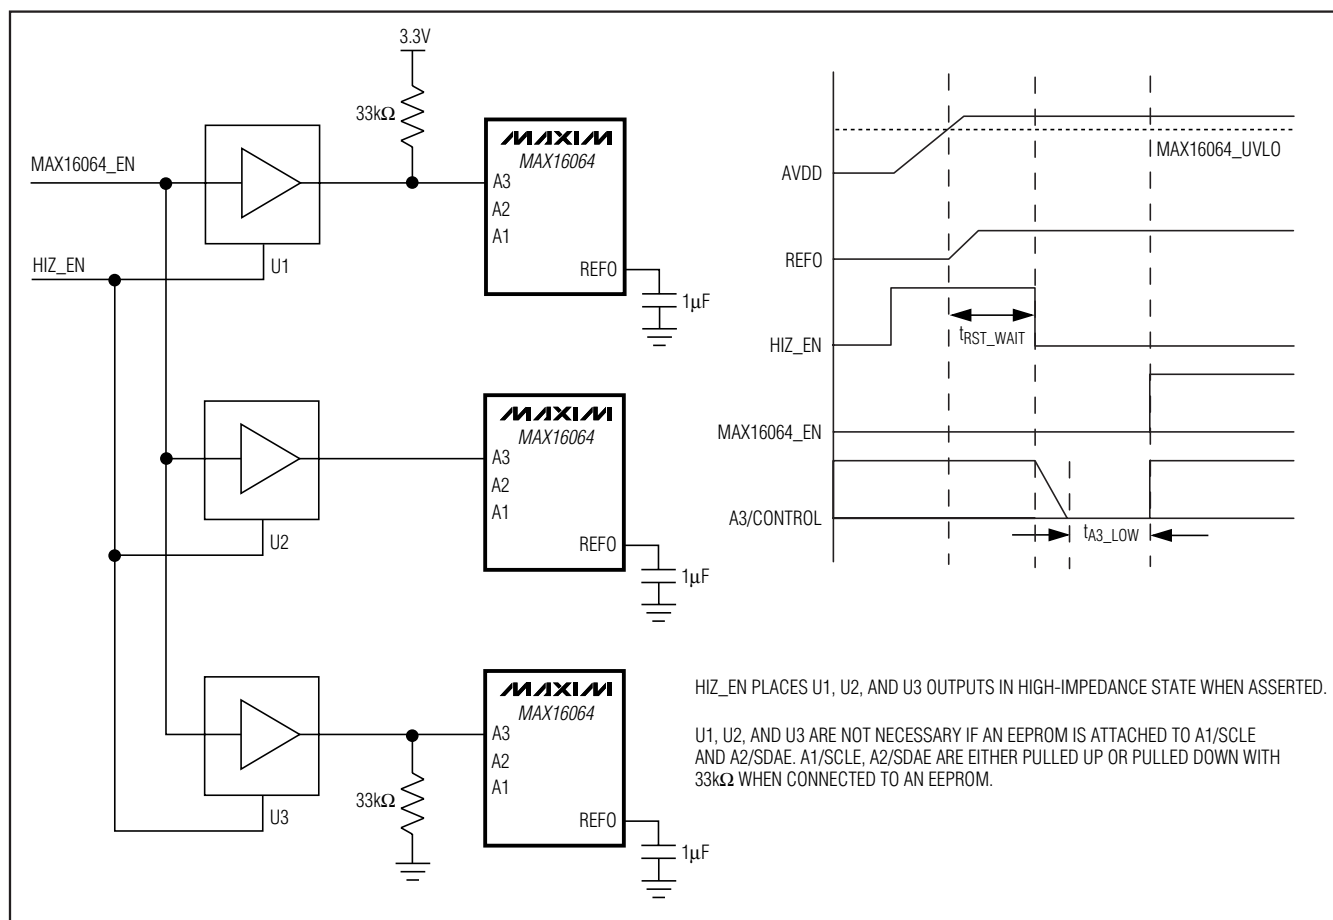 3.3V
33kΩ
MAX16064_EN
HIZ_EN
U1
MAXIM
MAX16064
A3
A2
A1
REFO
1µF
U2
MAXIM
MAX16064
A3
A2
A1
REFO
1µF
33kΩ
U3
MAXIM
MAX16064
A3
A2
A1
REFO
1µF
AVDD
MAX16064_UVLO
REFO
HIZ_EN
tRST_WAIT
MAX16064_EN
A3/CONTROL
tA3_LOW
HIZ_EN PLACES U1, U2, AND U3 OUTPUTS IN HIGH-IMPEDANCE STATE WHEN ASSERTED.
U1, U2, AND U3 ARE NOT NECESSARY IF AN EEPROM IS ATTACHED TO A1/SCLE
AND A2/SDAE. A1/SCLE, A2/SDAE ARE EITHER PULLED UP OR PULLED DOWN WITH
33kΩ WHEN CONNECTED TO AN EEPROM.